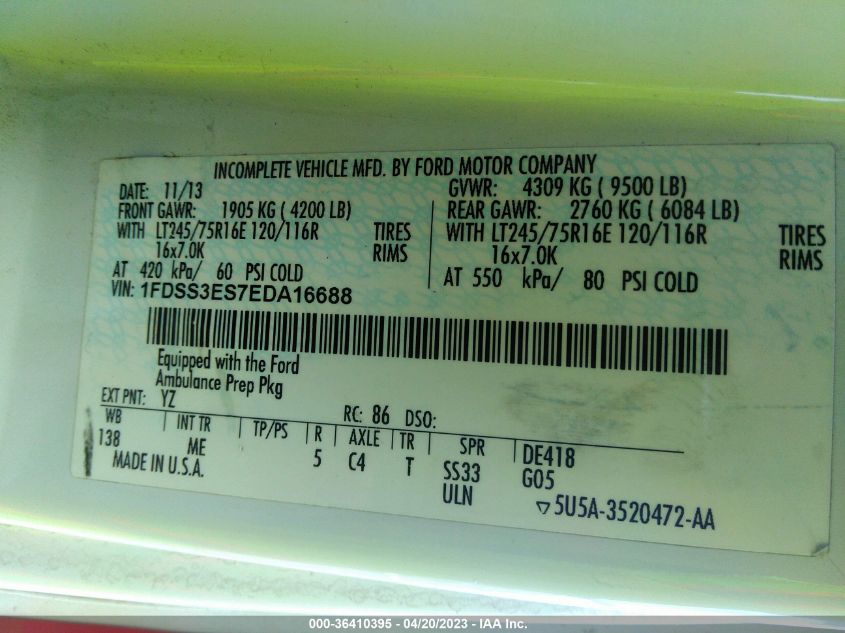 INCOMPLETE VEHICLE MFD. BY FORD MOTOR COMPANY
DATE: 11/13 GVWR: 4309 KG ( 9500 LB)
FRONT GAWR: 1905 KG ( 4200 LB) REAR GAWR: 2760 KG ( 6084 LB)
WITH LT245/75R16E 120/116R TIRES WITH LT245/75R16E 120/116R TIRES
16x7.0K RIMS 16x7.0K RIMS
AT 420 kPa/ 60 PSI COLD AT 550 kPa/ 80 PSI COLD
VIN: 1FDSS3ES7EDA16688
Equipped with the Ford
Ambulance Prep Pkg
EXT PNT: YZ RC: 86 DSO:
WB INT TR TP/PS R AXLE TR SPR DE418
138 ME 5 C4 T SS33 G05
MADE IN U.S.A. ULN ▽5U5A-3520472-AA
000-36410395 - 04/20/2023 - IAA Inc.